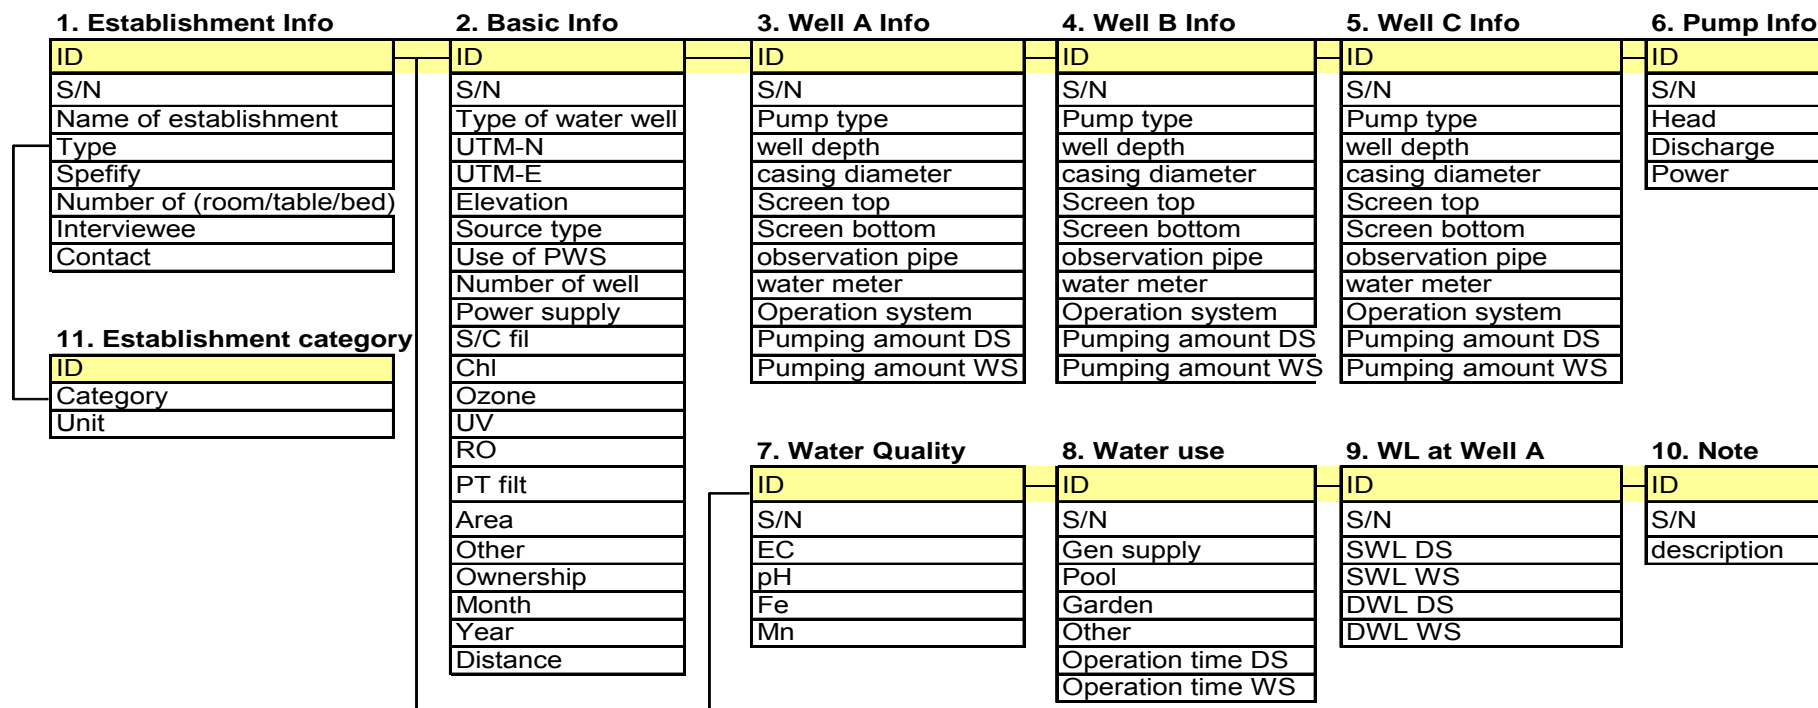 1. Establishment Info
ID
S/N
Name of establishment
Type
Spefify
Number of (room/table/bed)
Interviewee
Contact
11. Establishment category
ID
Category
Unit
2. Basic Info
ID
S/N
Type of water well
UTM-N
UTM-E
Elevation
Source type
Use of PWS
Number of well
Power supply
S/C fil
Chl
Ozone
UV
RO
PT filt
Area
Other
Ownership
Month
Year
Distance
3. Well A Info
ID
S/N
Pump type
well depth
casing diameter
Screen top
Screen bottom
observation pipe
water meter
Operation system
Pumping amount DS
Pumping amount WS
4. Well B Info
ID
S/N
Pump type
well depth
casing diameter
Screen top
Screen bottom
observation pipe
water meter
Operation system
Pumping amount DS
Pumping amount WS
5. Well C Info
ID
S/N
Pump type
well depth
casing diameter
Screen top
Screen bottom
observation pipe
water meter
Operation system
Pumping amount DS
Pumping amount WS
6. Pump Info
ID
S/N
Head
Discharge
Power
7. Water Quality
ID
S/N
EC
pH
Fe
Mn
8. Water use
ID
S/N
Gen supply
Pool
Garden
Other
Operation time DS
Operation time WS
9. WL at Well A
ID
S/N
SWL DS
SWL WS
DWL DS
DWL WS
10. Note
ID
S/N
description